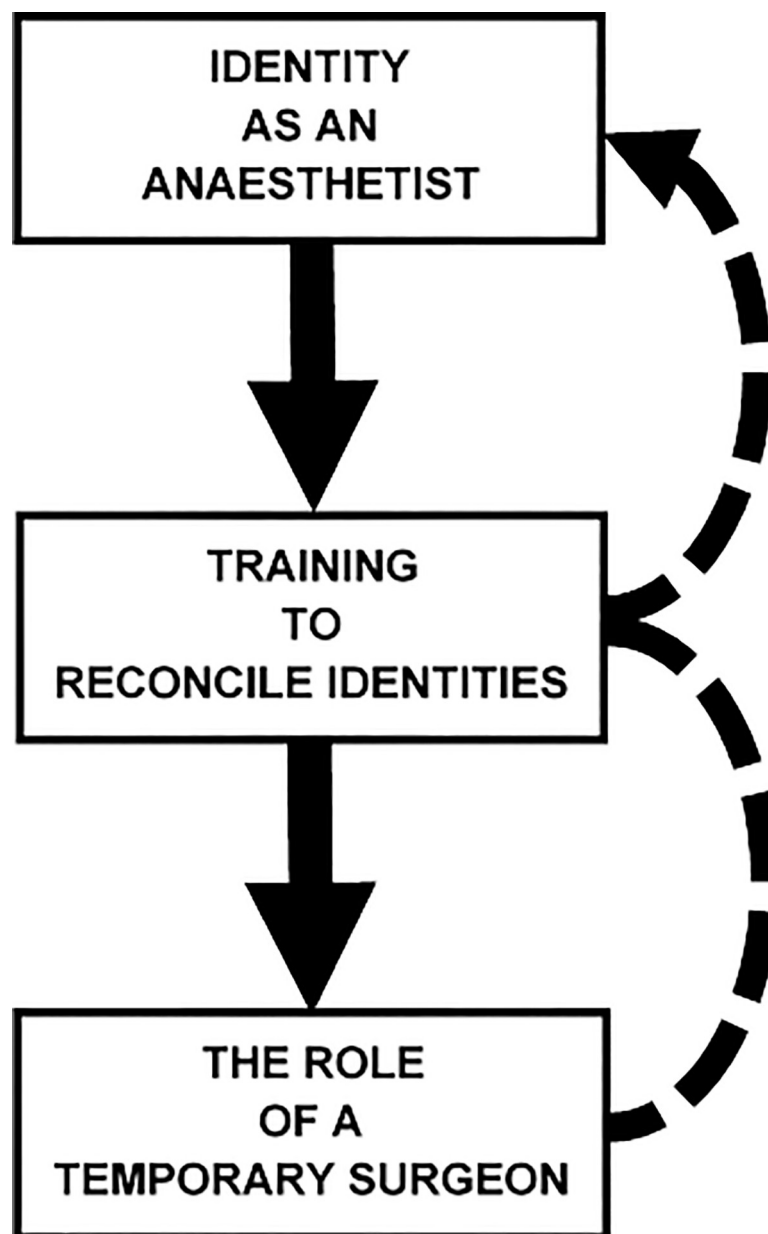 IDENTITY
AS AN
ANAESTHETIST
TRAINING
TO
RECONCILE IDENTITIES
THE ROLE
OF A
TEMPORARY SURGEON